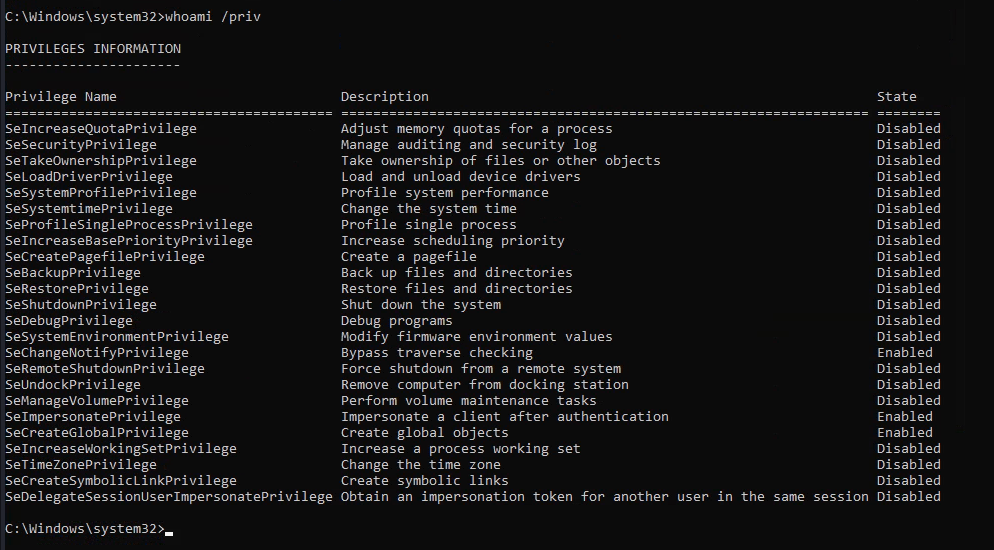 C:\Windows\system32>whoami /priv
PRIVILEGES INFORMATION
----------------------
Privilege Name                            Description                                                        State
========================================= ================================================================== ========
SeIncreaseQuotaPrivilege                  Adjust memory quotas for a process                                 Disabled
SeSecurityPrivilege                       Manage auditing and security log                                   Disabled
SeTakeOwnershipPrivilege                  Take ownership of files or other objects                           Disabled
SeLoadDriverPrivilege                     Load and unload device drivers                                     Disabled
SeSystemProfilePrivilege                  Profile system performance                                         Disabled
SeSystemtimePrivilege                     Change the system time                                             Disabled
SeProfileSingleProcessPrivilege           Profile single process                                             Disabled
SeIncreaseBasePriorityPrivilege           Increase scheduling priority                                       Disabled
SeCreatePagefilePrivilege                 Create a pagefile                                                  Disabled
SeBackupPrivilege                         Back up files and directories                                      Disabled
SeRestorePrivilege                        Restore files and directories                                      Disabled
SeShutdownPrivilege                       Shut down the system                                               Disabled
SeDebugPrivilege                          Debug programs                                                     Disabled
SeSystemEnvironmentPrivilege              Modify firmware environment values                                 Disabled
SeChangeNotifyPrivilege                   Bypass traverse checking                                           Enabled
SeRemoteShutdownPrivilege                 Force shutdown from a remote system                                Disabled
SeUndockPrivilege                         Remove computer from docking station                               Disabled
SeManageVolumePrivilege                   Perform volume maintenance tasks                                   Disabled
SeImpersonatePrivilege                    Impersonate a client after authentication                          Enabled
SeCreateGlobalPrivilege                   Create global objects                                              Enabled
SeIncreaseWorkingSetPrivilege             Increase a process working set                                     Disabled
SeTimeZonePrivilege                       Change the time zone                                               Disabled
SeCreateSymbolicLinkPrivilege             Create symbolic links                                              Disabled
SeDelegateSessionUserImpersonatePrivilege Obtain an impersonation token for another user in the same session Disabled
C:\Windows\system32>